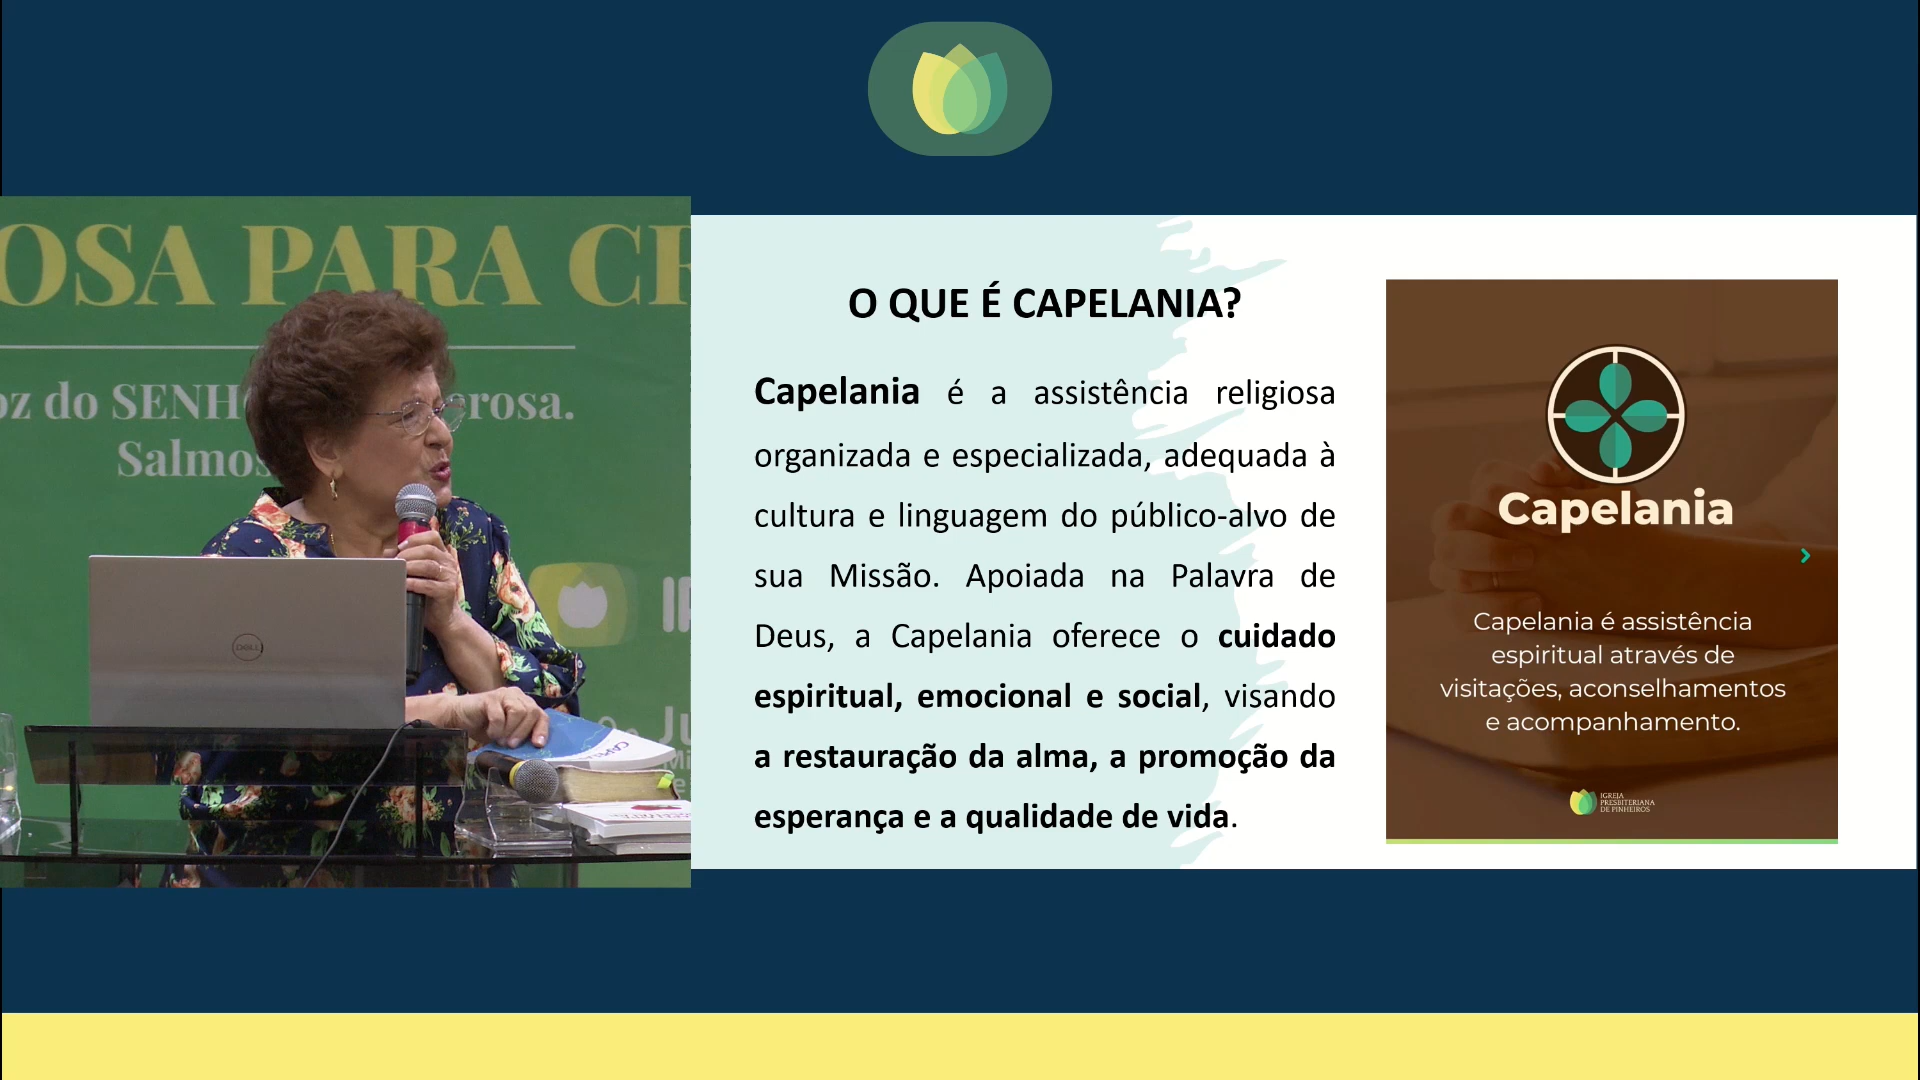 OSA PARA
oz do SENH
erosa.
Salmos
DELL
O QUE É CAPELANIA?
Capelania é a assistência religiosa
organizada e especializada, adequada à
cultura e linguagem do público-alvo de
sua Missão. Apoiada na Palavra de
Deus, a Capelania oferece o cuidado
espiritual, emocional e social, visando
a restauração da alma, a promoção da
esperança e a qualidade de vida.
Capelania
Capelania é assistência
espiritual através de
visitações, aconselhamentos
e acompanhamento.
IGREJA
PRESBITERIANA
DE PINHEIROS